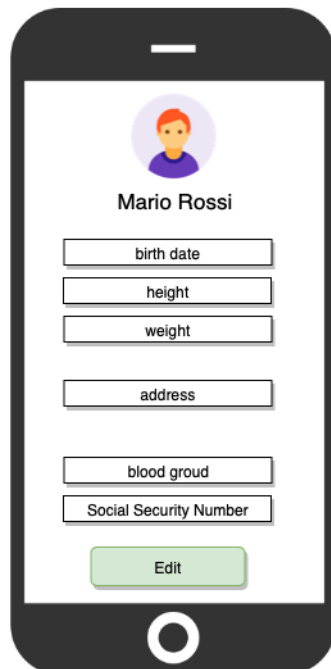 Mario Rossi
birth date
height
weight
address
blood groud
Social Security Number
Edit